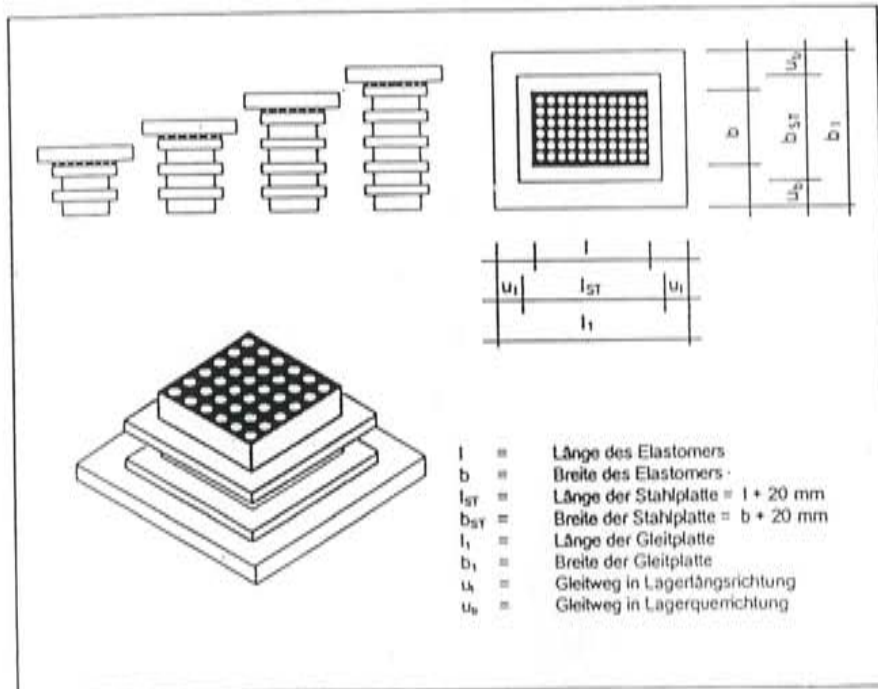 u_b
b
b_ST
b_1
u_b
l
u_l
l_ST
u_l
l_1
l = Länge des Elastomers
b = Breite des Elastomers
l_ST = Länge der Stahlplatte = l + 20 mm
b_ST = Breite der Stahlplatte = b + 20 mm
l_1 = Länge der Gleitplatte
b_1 = Breite der Gleitplatte
u_l = Gleitweg in Lagerlängsrichtung
u_b = Gleitweg in Lagerquerrichtung